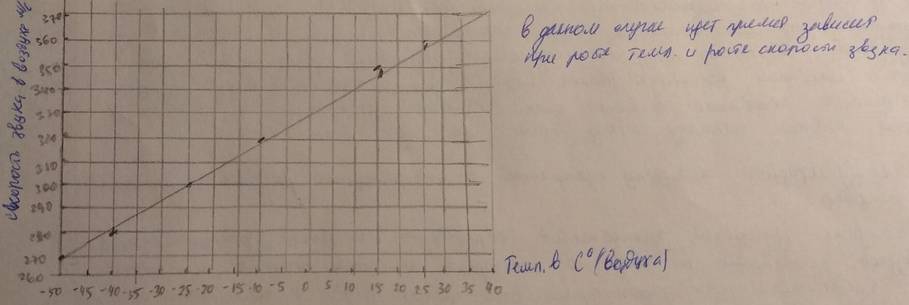 Скорость звука в воздухе м/с
370
360
350
340
330
320
310
300
290
280
270
260
-50 -45 -40 -35 -30 -25 -20 -15 -10 -5 0 5 10 15 20 25 30 35 40
Темп. в C° (Воздуха)
В данном случае идет прямая зависит
при росте темп. и росте скорости звука.